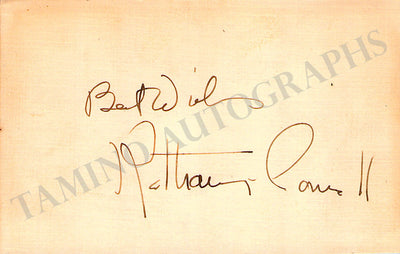 Best Wishes
Katharine Cornell
TAMINO AUTOGRAPHS